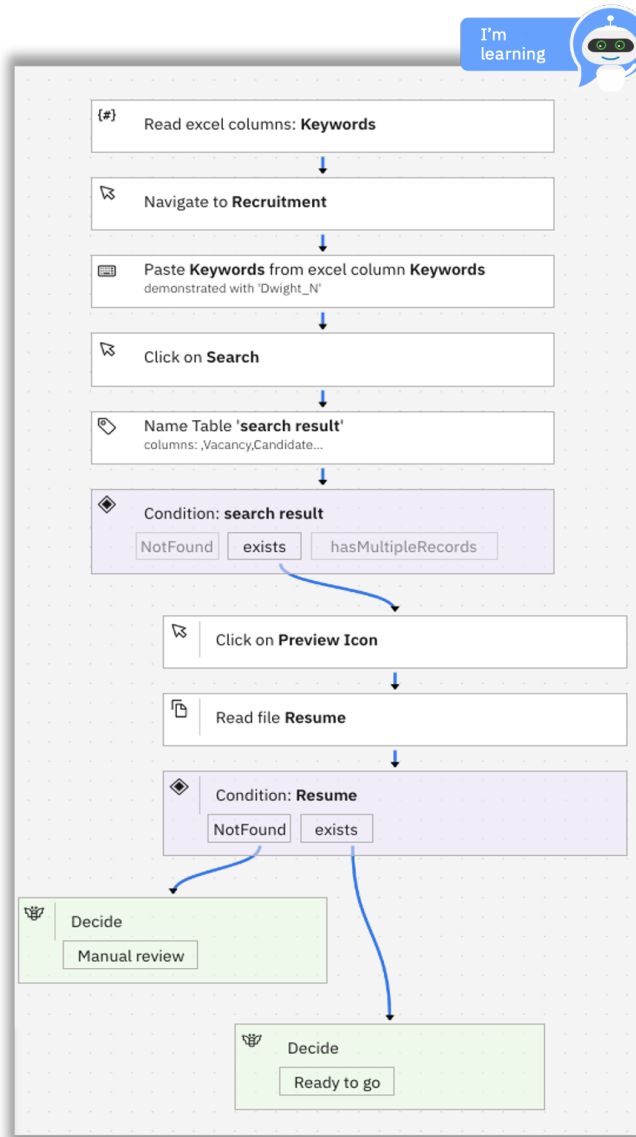 I'm
learning
{#}
Read excel columns: Keywords
Navigate to Recruitment
Paste Keywords from excel column Keywords
demonstrated with 'Dwight_N'
Click on Search
Name Table 'search result'
columns: ,Vacancy,Candidate...
Condition: search result
NotFound exists hasMultipleRecords
Click on Preview Icon
Read file Resume
Condition: Resume
NotFound exists
Decide
Manual review
Decide
Ready to go